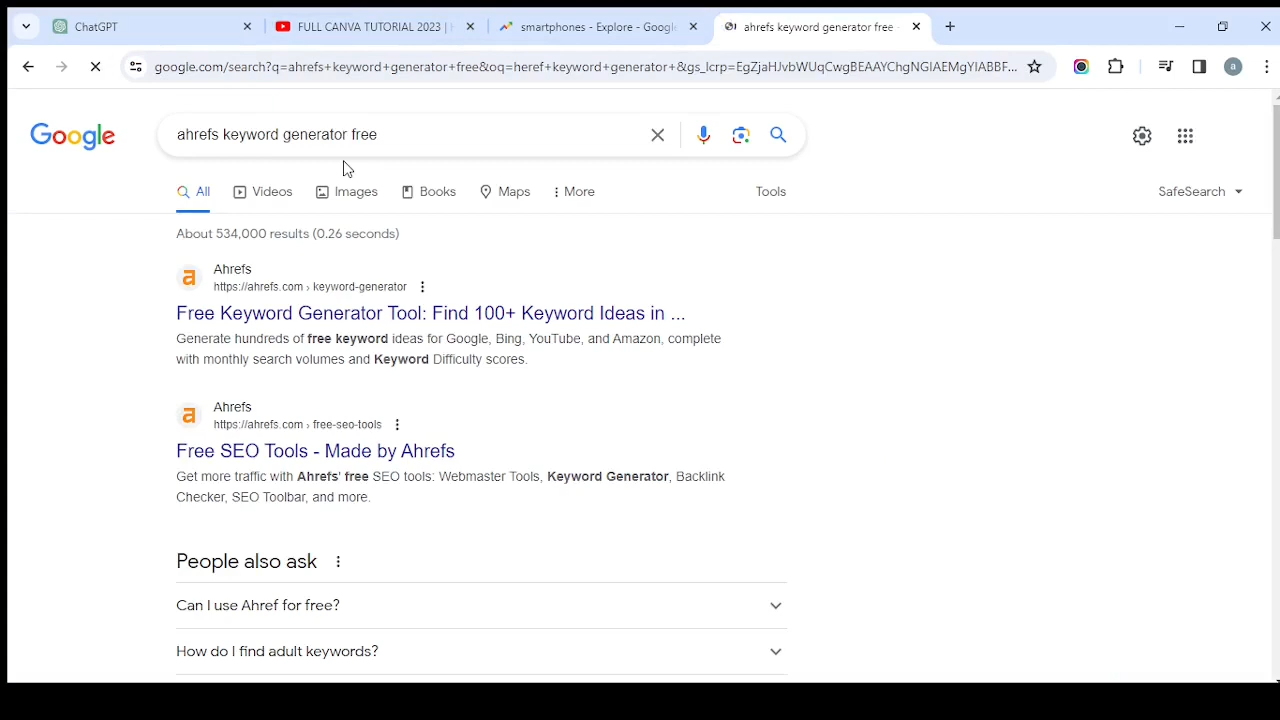 ChatGPT
FULL CANVA TUTORIAL 2023 |
smartphones - Explore - Google
ahrefs keyword generator free -
google.com/search?q=ahrefs+keyword+generator+free&oq=heref+keyword+generator+&gs_lcrp=EgZjaHJvbWUqCwgBEAAYChgNGIAEMgYIABBF...
a
Google
ahrefs keyword generator free
All
Videos
Images
Books
Maps
More
Tools
SafeSearch
About 534,000 results (0.26 seconds)
a
Ahrefs
https://ahrefs.com › keyword-generator
Free Keyword Generator Tool: Find 100+ Keyword Ideas in ...
Generate hundreds of free keyword ideas for Google, Bing, YouTube, and Amazon, complete
with monthly search volumes and Keyword Difficulty scores.
a
Ahrefs
https://ahrefs.com › free-seo-tools
Free SEO Tools - Made by Ahrefs
Get more traffic with Ahrefs' free SEO tools: Webmaster Tools, Keyword Generator, Backlink
Checker, SEO Toolbar, and more.
People also ask
Can I use Ahref for free?
How do I find adult keywords?